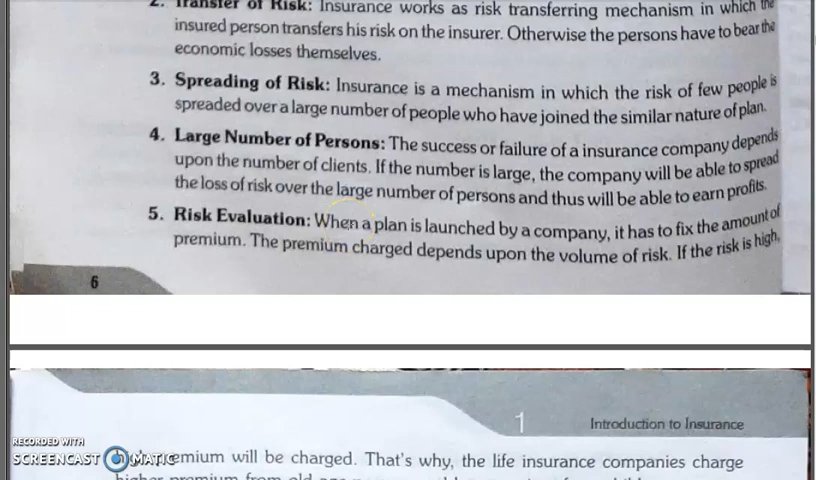 2. Transfer of Risk: Insurance works as risk transferring mechanism in which the
insured person transfers his risk on the insurer. Otherwise the persons have to bear the
economic losses themselves.
3. Spreading of Risk: Insurance is a mechanism in which the risk of few people is
spreaded over a large number of people who have joined the similar nature of plan.
4. Large Number of Persons: The success or failure of a insurance company depends
upon the number of clients. If the number is large, the company will be able to spread
the loss of risk over the large number of persons and thus will be able to earn profits.
5. Risk Evaluation: When a plan is launched by a company, it has to fix the amount of
premium. The premium charged depends upon the volume of risk. If the risk is high,
6
1 Introduction to Insurance
RECORDED WITH
SCREENCAST MATIC
premium will be charged. That's why, the life insurance companies charge
higher premium from old age